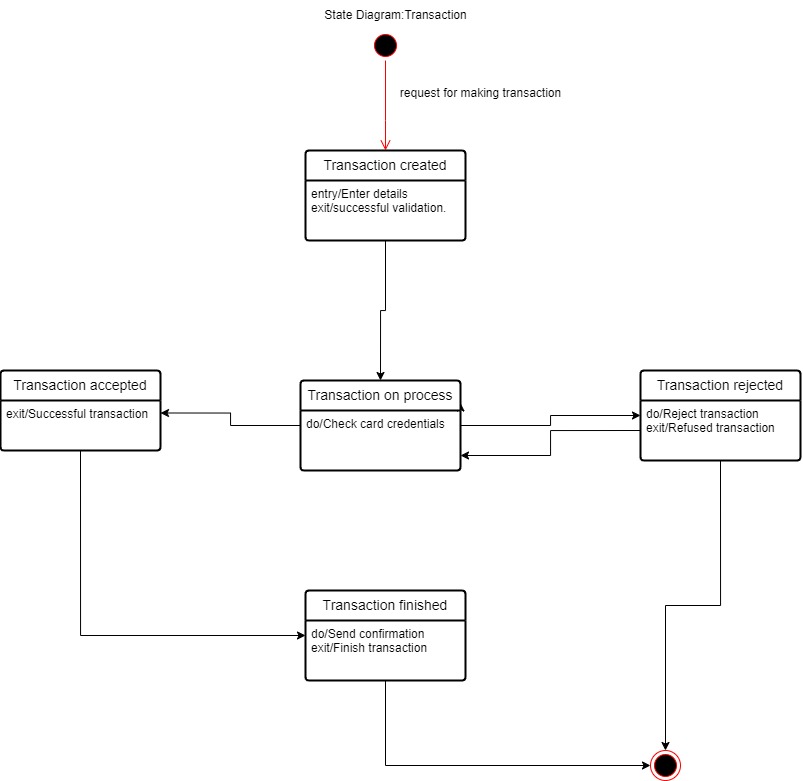 State Diagram:Transaction
request for making transaction
Transaction created
entry/Enter details
exit/successful validation.
Transaction accepted
exit/Successful transaction
Transaction on process
do/Check card credentials
Transaction rejected
do/Reject transaction
exit/Refused transaction
Transaction finished
do/Send confirmation
exit/Finish transaction